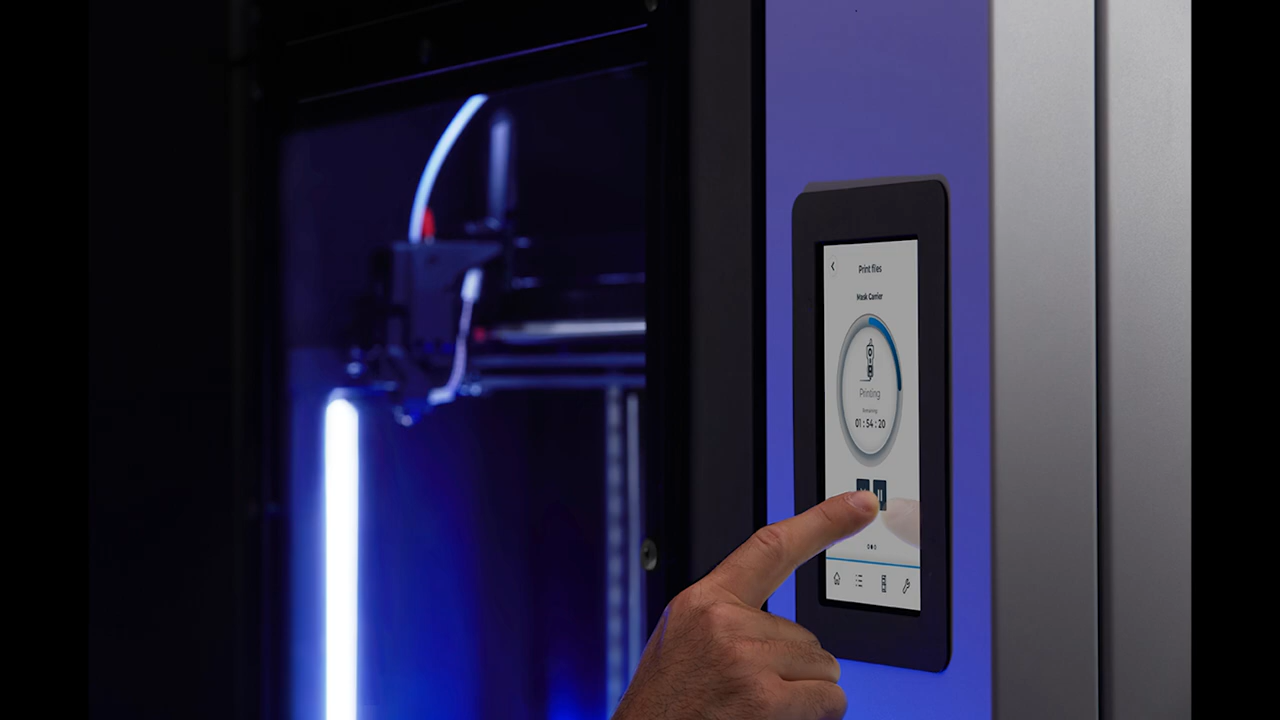 Print files
Mask Carrier
Printing
Remaining
01 : 54 : 20